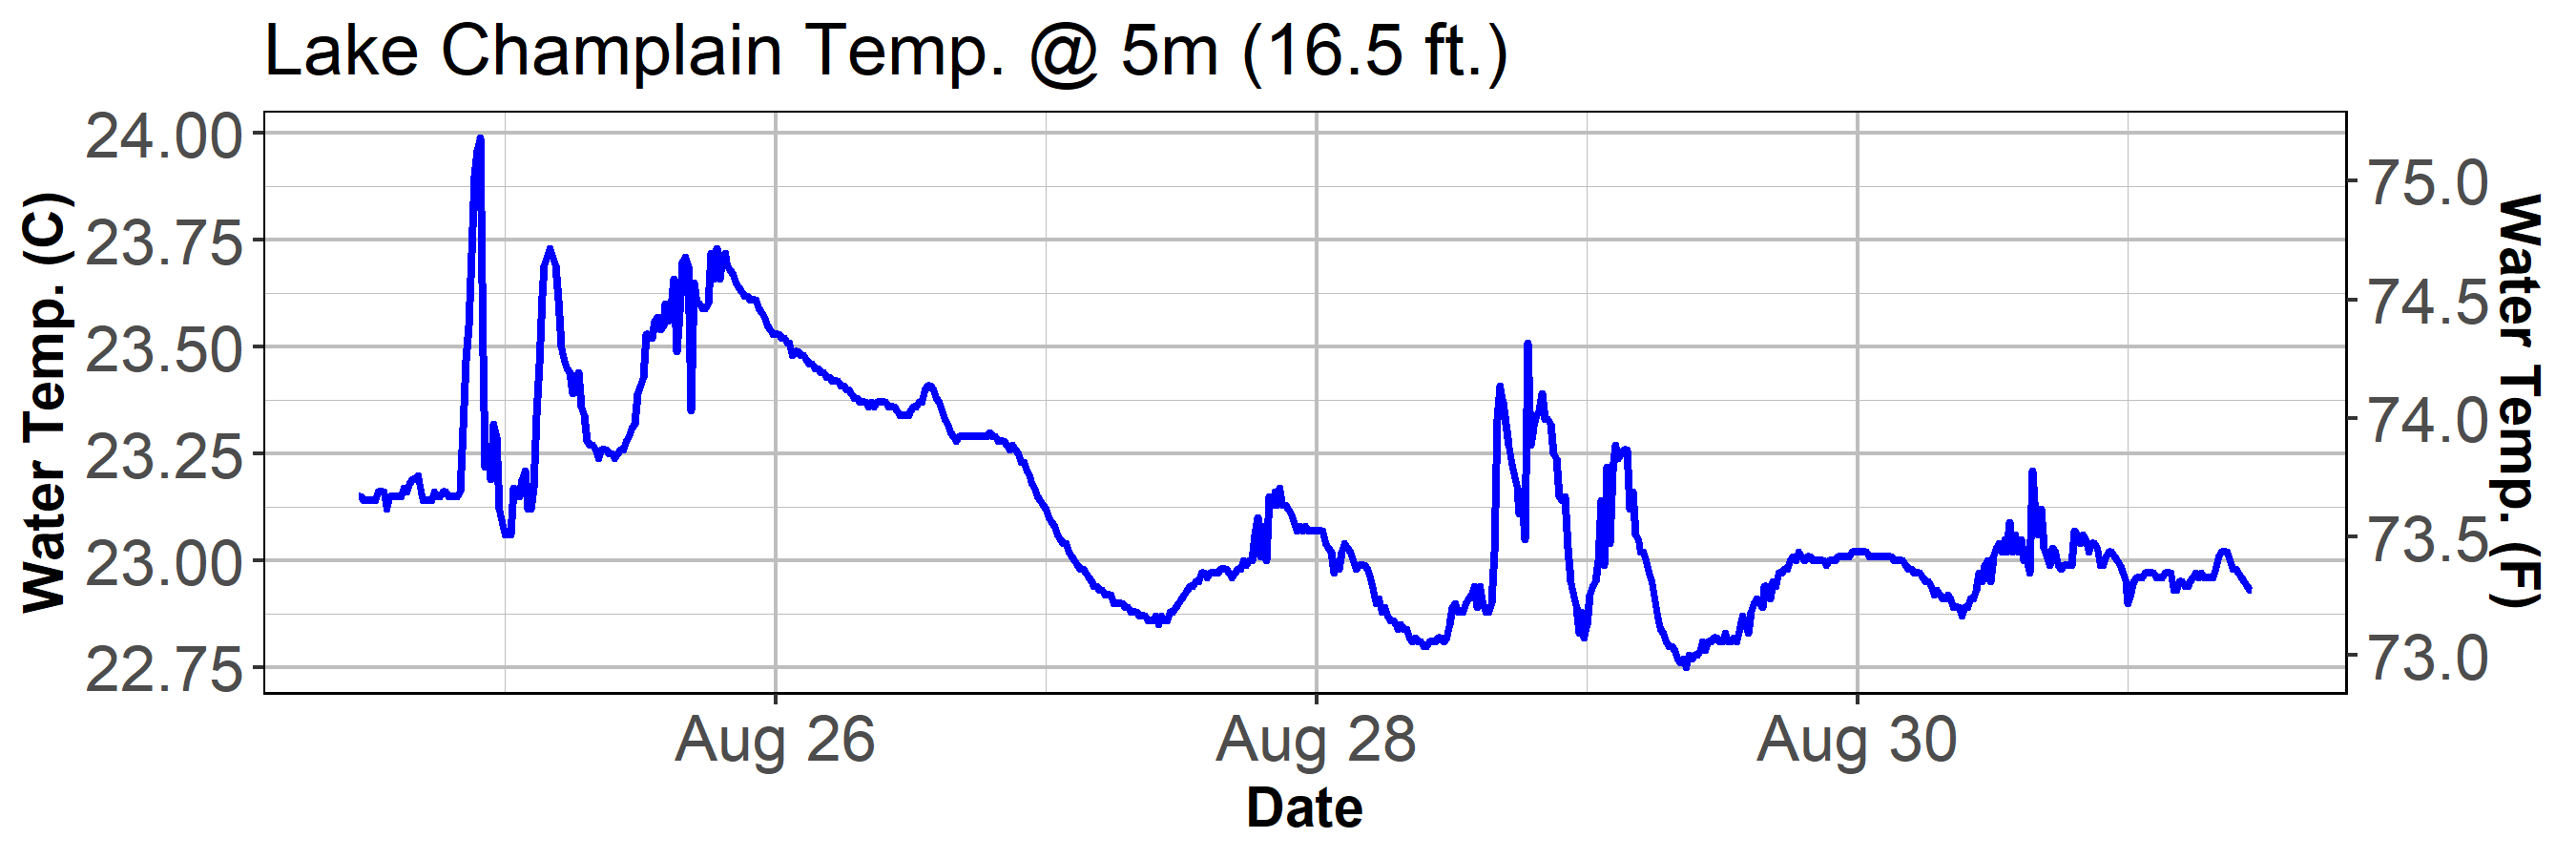 Lake Champlain Temp. @ 5m (16.5 ft.)
Water Temp. (C)
24.00
23.75
23.50
23.25
23.00
22.75
75.0
74.5
74.0
73.5
73.0
Water Temp. (F)
Aug 26
Aug 28
Aug 30
Date